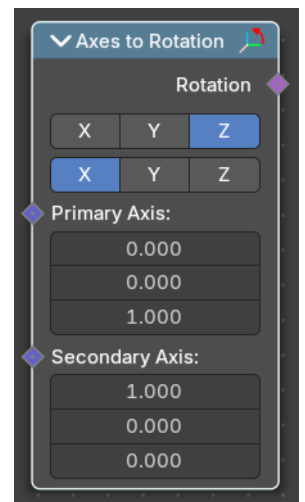 Axes to Rotation
Rotation
X Y Z
X Y Z
Primary Axis:
0.000
0.000
1.000
Secondary Axis:
1.000
0.000
0.000